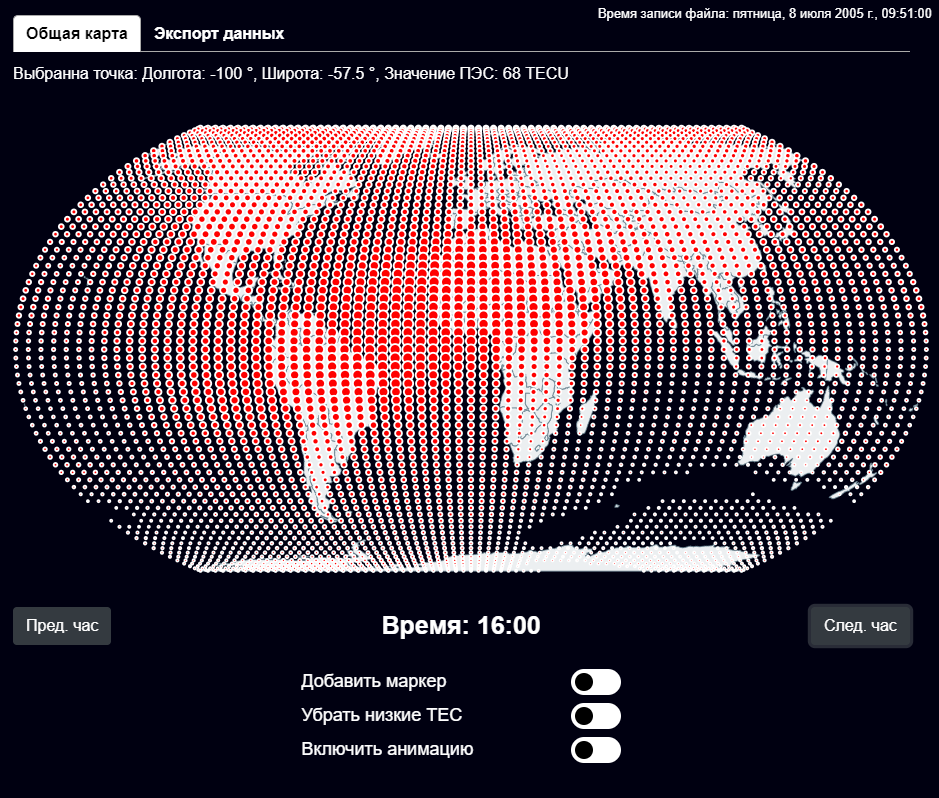 Время записи файла: пятница, 8 июля 2005 г., 09:51:00
Общая карта Экспорт данных
Выбранна точка: Долгота: -100 °, Широта: -57.5 °, Значение ПЭС: 68 TECU
Пред. час Время: 16:00 След. час
Добавить маркер
Убрать низкие TEC
Включить анимацию